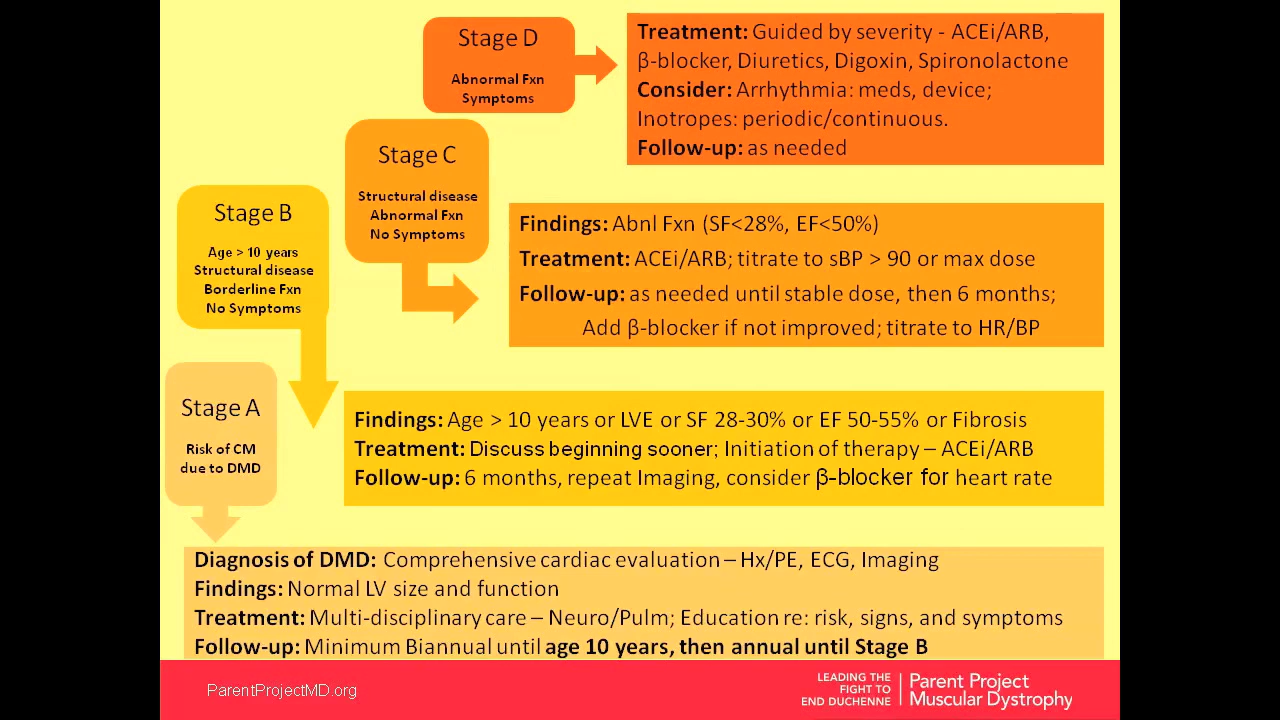 Stage D
Abnormal Fxn
Symptoms
Treatment: Guided by severity - ACEi/ARB,
β-blocker, Diuretics, Digoxin, Spironolactone
Consider: Arrhythmia: meds, device;
Inotropes: periodic/continuous.
Follow-up: as needed
Stage C
Structural disease
Abnormal Fxn
No Symptoms
Findings: Abnl Fxn (SF<28%, EF<50%)
Treatment: ACEi/ARB; titrate to sBP > 90 or max dose
Follow-up: as needed until stable dose, then 6 months;
Add β-blocker if not improved; titrate to HR/BP
Stage B
Age > 10 years
Structural disease
Borderline Fxn
No Symptoms
Findings: Age > 10 years or LVE or SF 28-30% or EF 50-55% or Fibrosis
Treatment: Discuss beginning sooner; Initiation of therapy – ACEi/ARB
Follow-up: 6 months, repeat Imaging, consider β-blocker for heart rate
Stage A
Risk of CM
due to DMD
Diagnosis of DMD: Comprehensive cardiac evaluation – Hx/PE, ECG, Imaging
Findings: Normal LV size and function
Treatment: Multi-disciplinary care – Neuro/Pulm; Education re: risk, signs, and symptoms
Follow-up: Minimum Biannual until age 10 years, then annual until Stage B
ParentProjectMD.org
LEADING THE
FIGHT TO
END DUCHENNE
Parent Project
Muscular Dystrophy